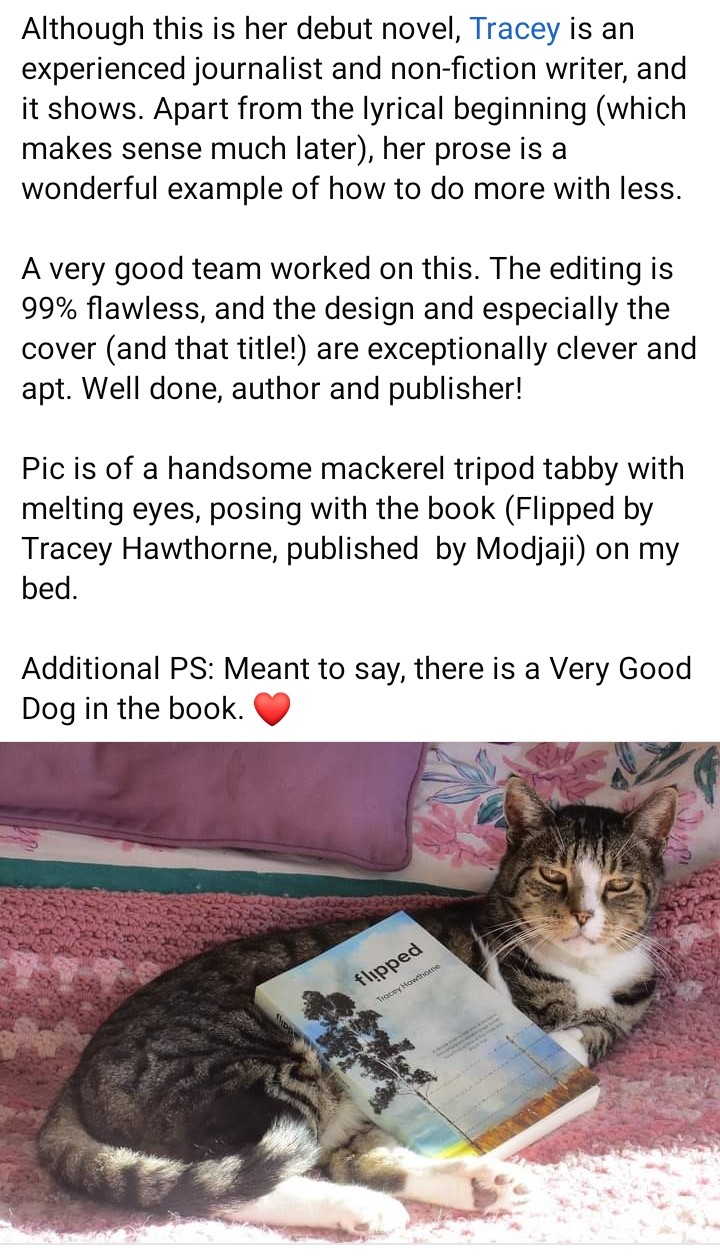 Although this is her debut novel, Tracey is an
experienced journalist and non-fiction writer, and
it shows. Apart from the lyrical beginning (which
makes sense much later), her prose is a
wonderful example of how to do more with less.
A very good team worked on this. The editing is
99% flawless, and the design and especially the
cover (and that title!) are exceptionally clever and
apt. Well done, author and publisher!
Pic is of a handsome mackerel tripod tabby with
melting eyes, posing with the book (Flipped by
Tracey Hawthorne, published  by Modjaji) on my
bed.
Additional PS: Meant to say, there is a Very Good
Dog in the book. ❤️
flipped
Tracey Hawthorne